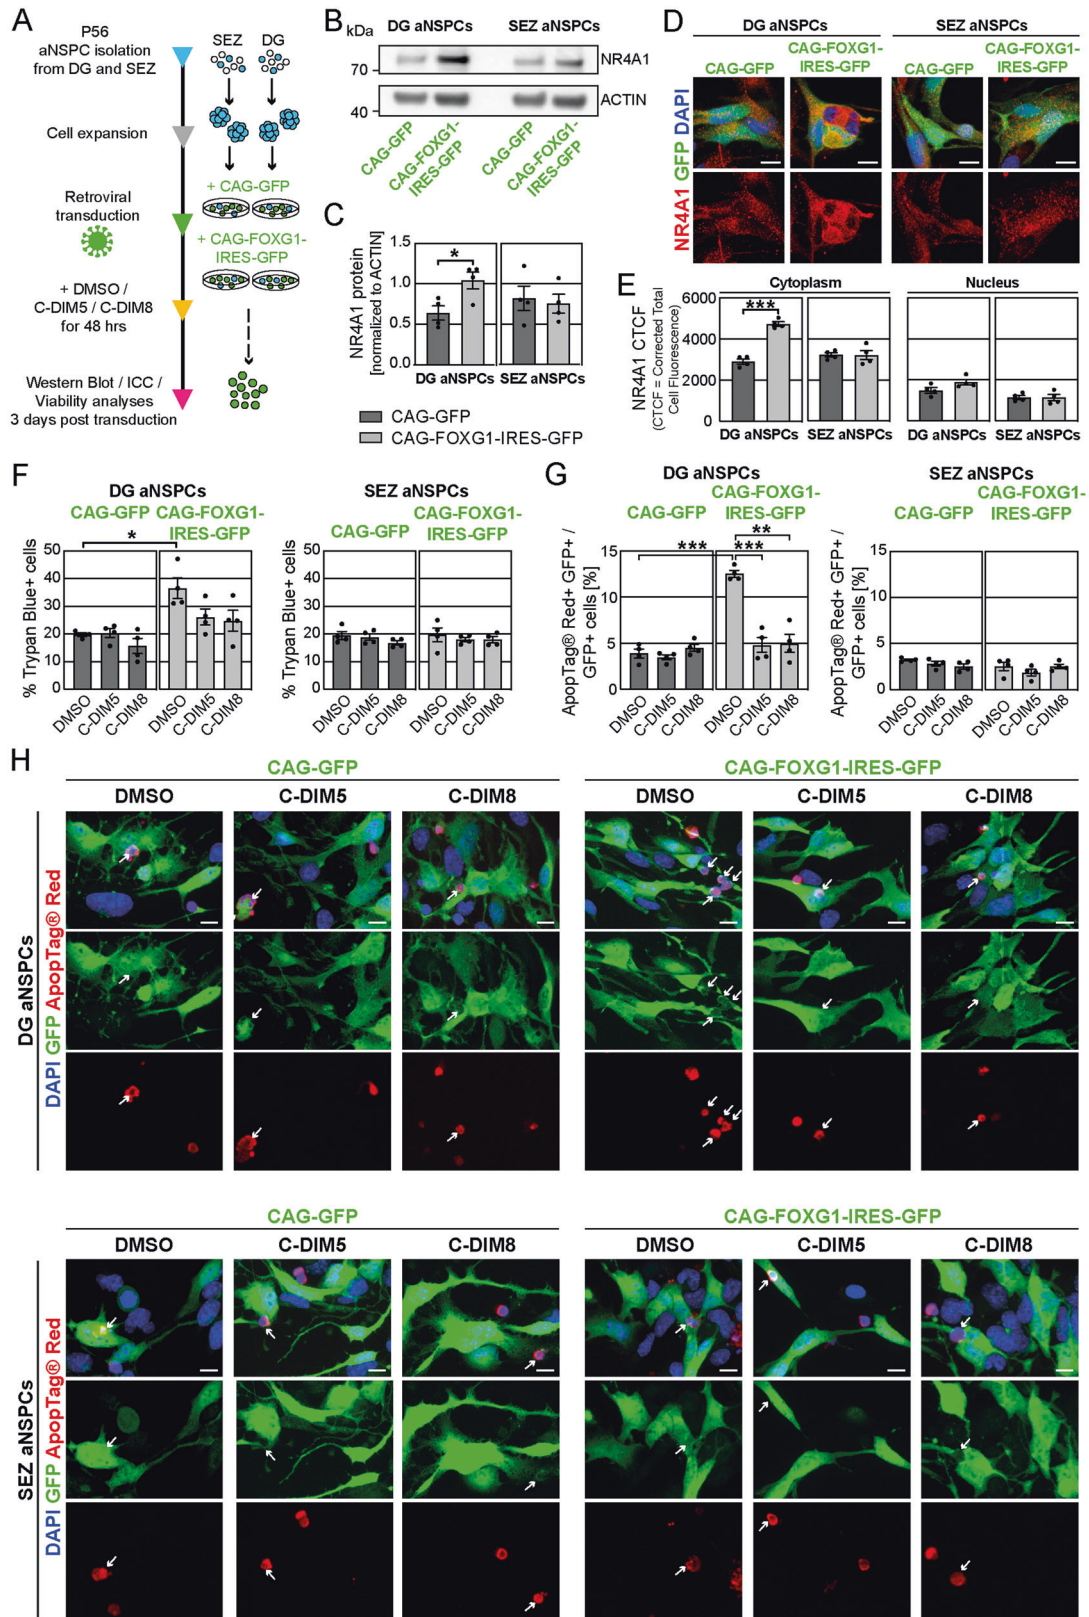 A
P56
aNSPC isolation
from DG and SEZ
SEZ
DG
Cell expansion
+ CAG-GFP
Retroviral
transduction
+ CAG-FOXG1-
IRES-GFP
+ DMSO /
C-DIM5 / C-DIM8
for 48 hrs
Western Blot / ICC /
Viability analyses
3 days post transduction
B
kDa
DG aNSPCs
SEZ aNSPCs
70
NR4A1
40
ACTIN
CAG-GFP
CAG-FOXG1-
IRES-GFP
CAG-GFP
CAG-FOXG1-
IRES-GFP
C
NR4A1 protein
[normalized to ACTIN]
1.5
1.0
0.5
0.0
*
DG aNSPCs
SEZ aNSPCs
CAG-GFP
CAG-FOXG1-IRES-GFP
D
DG aNSPCs
SEZ aNSPCs
CAG-GFP
CAG-FOXG1-
IRES-GFP
CAG-GFP
CAG-FOXG1-
IRES-GFP
NR4A1 GFP DAPI
E
Cytoplasm
Nucleus
NR4A1 CTCF
(CTCF = Corrected Total
Cell Fluorescence)
6000
4000
2000
0
***
DG aNSPCs
SEZ aNSPCs
DG aNSPCs
SEZ aNSPCs
F
DG aNSPCs
SEZ aNSPCs
CAG-GFP
CAG-FOXG1-
IRES-GFP
CAG-GFP
CAG-FOXG1-
IRES-GFP
% Trypan Blue+ cells
50
40
30
20
10
0
*
DMSO
C-DIM5
C-DIM8
DMSO
C-DIM5
C-DIM8
% Trypan Blue+ cells
50
40
30
20
10
0
DMSO
C-DIM5
C-DIM8
DMSO
C-DIM5
C-DIM8
G
DG aNSPCs
SEZ aNSPCs
CAG-GFP
CAG-FOXG1-
IRES-GFP
CAG-GFP
CAG-FOXG1-
IRES-GFP
ApopTag® Red+ GFP+ /
GFP+ cells [%]
15
10
5
0
***
**
***
DMSO
C-DIM5
C-DIM8
DMSO
C-DIM5
C-DIM8
ApopTag® Red+ GFP+ /
GFP+ cells [%]
15
10
5
0
DMSO
C-DIM5
C-DIM8
DMSO
C-DIM5
C-DIM8
H
CAG-GFP
CAG-FOXG1-IRES-GFP
DMSO
C-DIM5
C-DIM8
DMSO
C-DIM5
C-DIM8
DG aNSPCs
DAPI GFP ApopTag® Red
CAG-GFP
CAG-FOXG1-IRES-GFP
DMSO
C-DIM5
C-DIM8
DMSO
C-DIM5
C-DIM8
SEZ aNSPCs
DAPI GFP ApopTag® Red